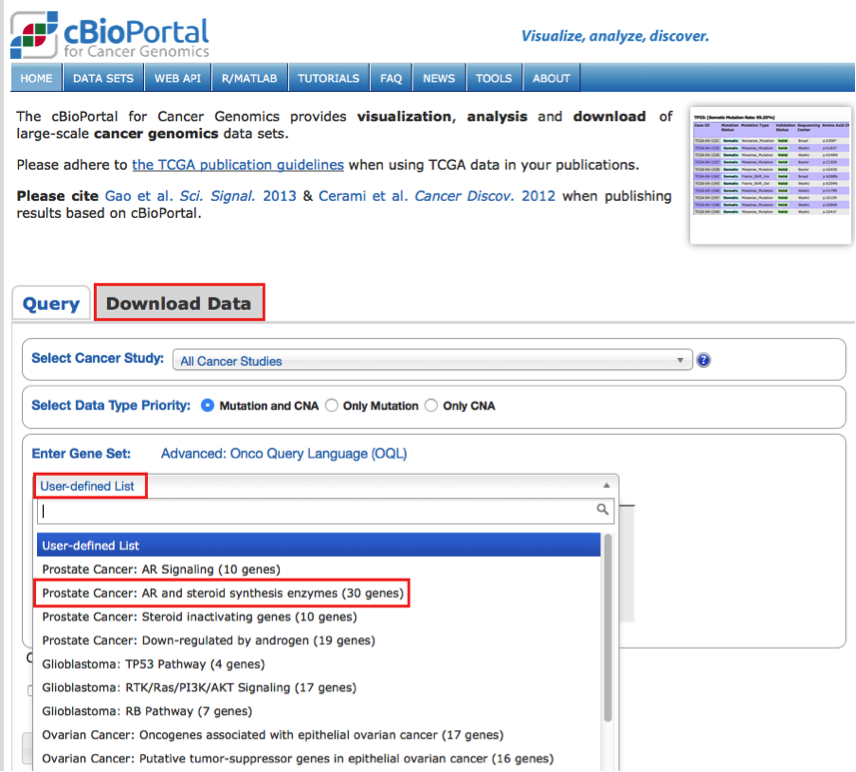 cBioPortal
for Cancer Genomics
Visualize, analyze, discover.
HOME DATA SETS WEB API R/MATLAB TUTORIALS FAQ NEWS TOOLS ABOUT
The cBioPortal for Cancer Genomics provides visualization, analysis and download of
large-scale cancer genomics data sets.
Please adhe to the TCGA publication guidelines when using TCGA data in your publications.
Please cite Gao et al. Sci. Signal. 2013 & Cerami et al. Cancer Discov. 2012 when publishing
results based on cBioPortal.
Query Download Data
Select Cancer Study: All Cancer Studies
Select Data Type Priority: Mutation and CNA Only Mutation Only CNA
Enter Gene Set: Advanced: Onco Query Language (OQL)
User-defined List
User-defined List
Prostate Cancer: AR Signaling (10 genes)
Prostate Cancer: AR and steroid synthesis enzymes (30 genes)
Prostate Cancer: Steroid inactivating genes (10 genes)
Prostate Cancer: Down-regulated by androgen (19 genes)
Glioblastoma: TP53 Pathway (4 genes)
Glioblastoma: RTK/Ras/PI3K/AKT Signaling (17 genes)
Glioblastoma: RB Pathway (7 genes)
Ovarian Cancer: Oncogenes associated with epithelial ovarian cancer (17 genes)
Ovarian Cancer: Putative tumor-suppressor genes in epithelial ovarian cancer (16 genes)